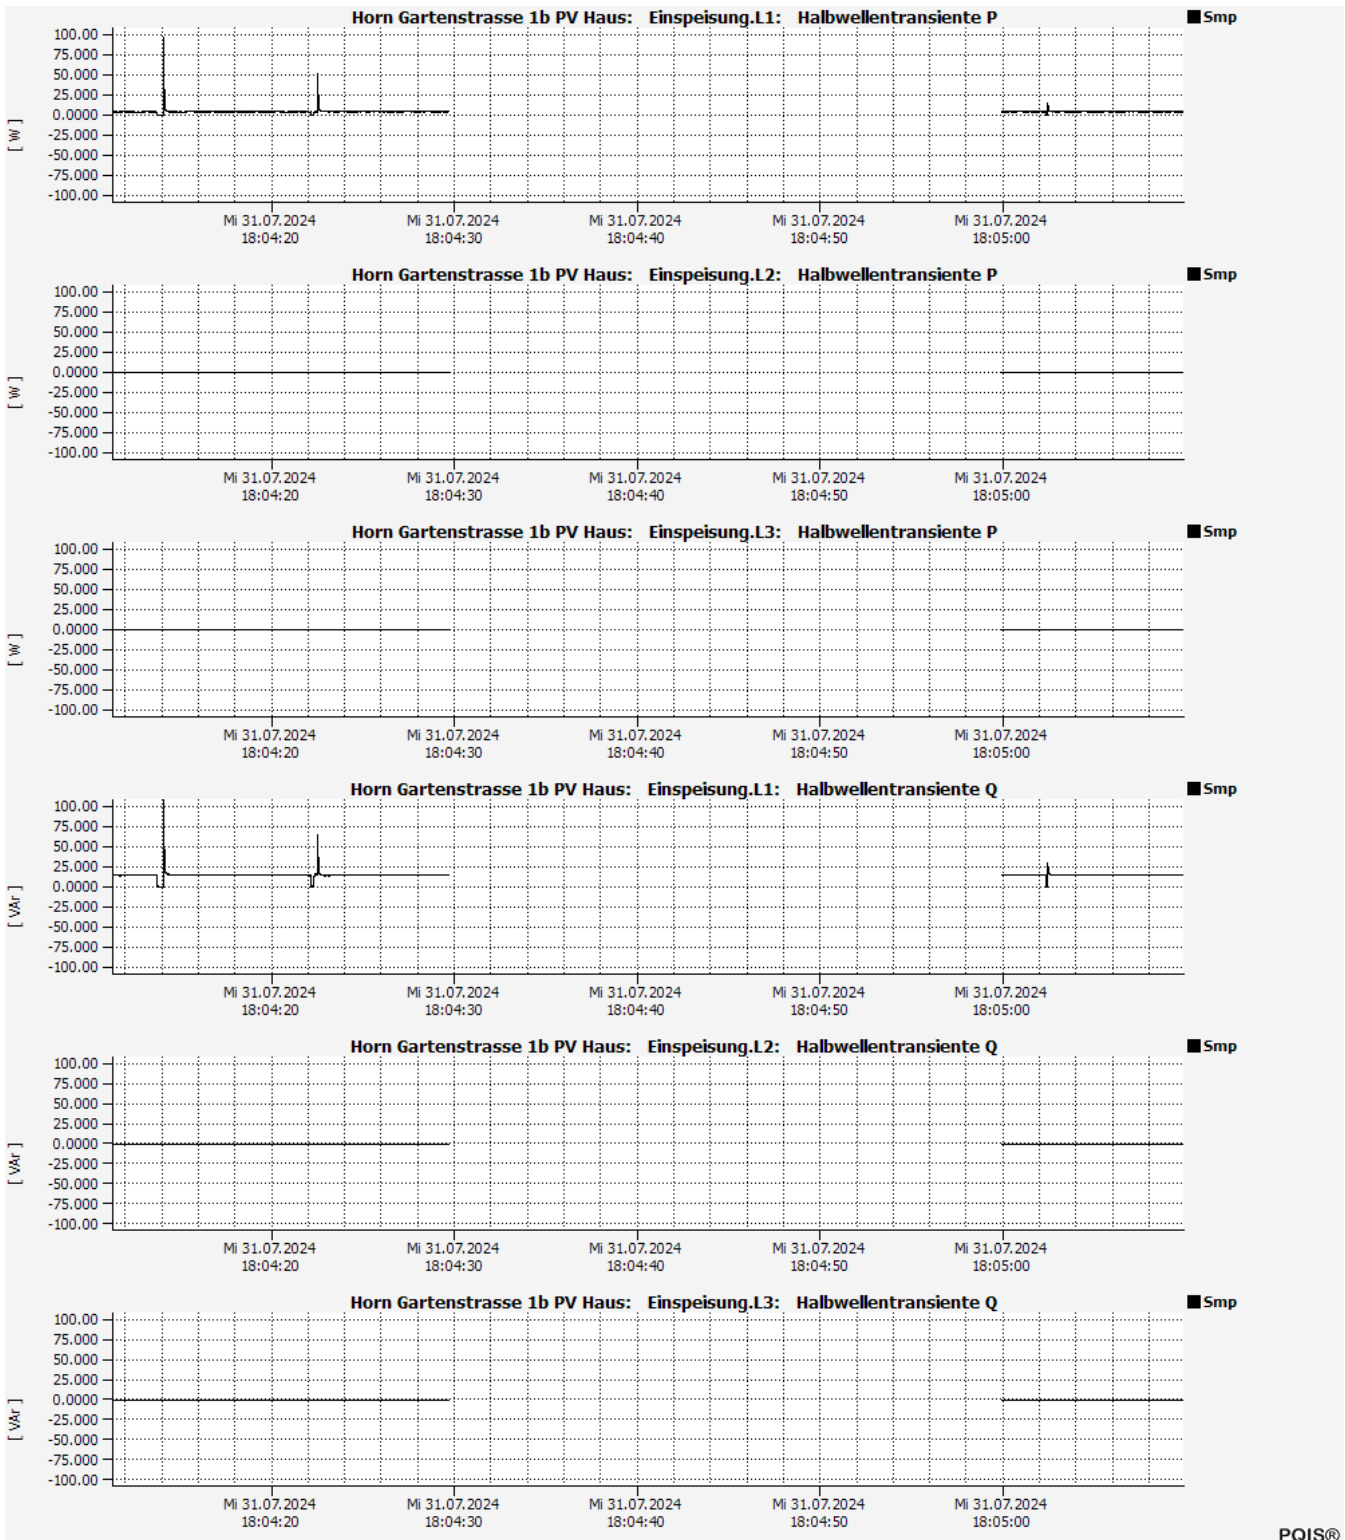 Horn Gartenstrasse 1b PV Haus: Einspeisung.L1: Halbwellentransiente P
Smp
100.00
75.000
50.000
25.000
0.0000
-25.000
-50.000
-75.000
-100.00
[ W ]
Mi 31.07.2024 Mi 31.07.2024 Mi 31.07.2024 Mi 31.07.2024 Mi 31.07.2024
18:04:20 18:04:30 18:04:40 18:04:50 18:05:00
Horn Gartenstrasse 1b PV Haus: Einspeisung.L2: Halbwellentransiente P
Smp
100.00
75.000
50.000
25.000
0.0000
-25.000
-50.000
-75.000
-100.00
[ W ]
Mi 31.07.2024 Mi 31.07.2024 Mi 31.07.2024 Mi 31.07.2024 Mi 31.07.2024
18:04:20 18:04:30 18:04:40 18:04:50 18:05:00
Horn Gartenstrasse 1b PV Haus: Einspeisung.L3: Halbwellentransiente P
Smp
100.00
75.000
50.000
25.000
0.0000
-25.000
-50.000
-75.000
-100.00
[ W ]
Mi 31.07.2024 Mi 31.07.2024 Mi 31.07.2024 Mi 31.07.2024 Mi 31.07.2024
18:04:20 18:04:30 18:04:40 18:04:50 18:05:00
Horn Gartenstrasse 1b PV Haus: Einspeisung.L1: Halbwellentransiente Q
Smp
100.00
75.000
50.000
25.000
0.0000
-25.000
-50.000
-75.000
-100.00
[ VAr ]
Mi 31.07.2024 Mi 31.07.2024 Mi 31.07.2024 Mi 31.07.2024 Mi 31.07.2024
18:04:20 18:04:30 18:04:40 18:04:50 18:05:00
Horn Gartenstrasse 1b PV Haus: Einspeisung.L2: Halbwellentransiente Q
Smp
100.00
75.000
50.000
25.000
0.0000
-25.000
-50.000
-75.000
-100.00
[ VAr ]
Mi 31.07.2024 Mi 31.07.2024 Mi 31.07.2024 Mi 31.07.2024 Mi 31.07.2024
18:04:20 18:04:30 18:04:40 18:04:50 18:05:00
Horn Gartenstrasse 1b PV Haus: Einspeisung.L3: Halbwellentransiente Q
Smp
100.00
75.000
50.000
25.000
0.0000
-25.000
-50.000
-75.000
-100.00
[ VAr ]
Mi 31.07.2024 Mi 31.07.2024 Mi 31.07.2024 Mi 31.07.2024 Mi 31.07.2024
18:04:20 18:04:30 18:04:40 18:04:50 18:05:00
PQIS®